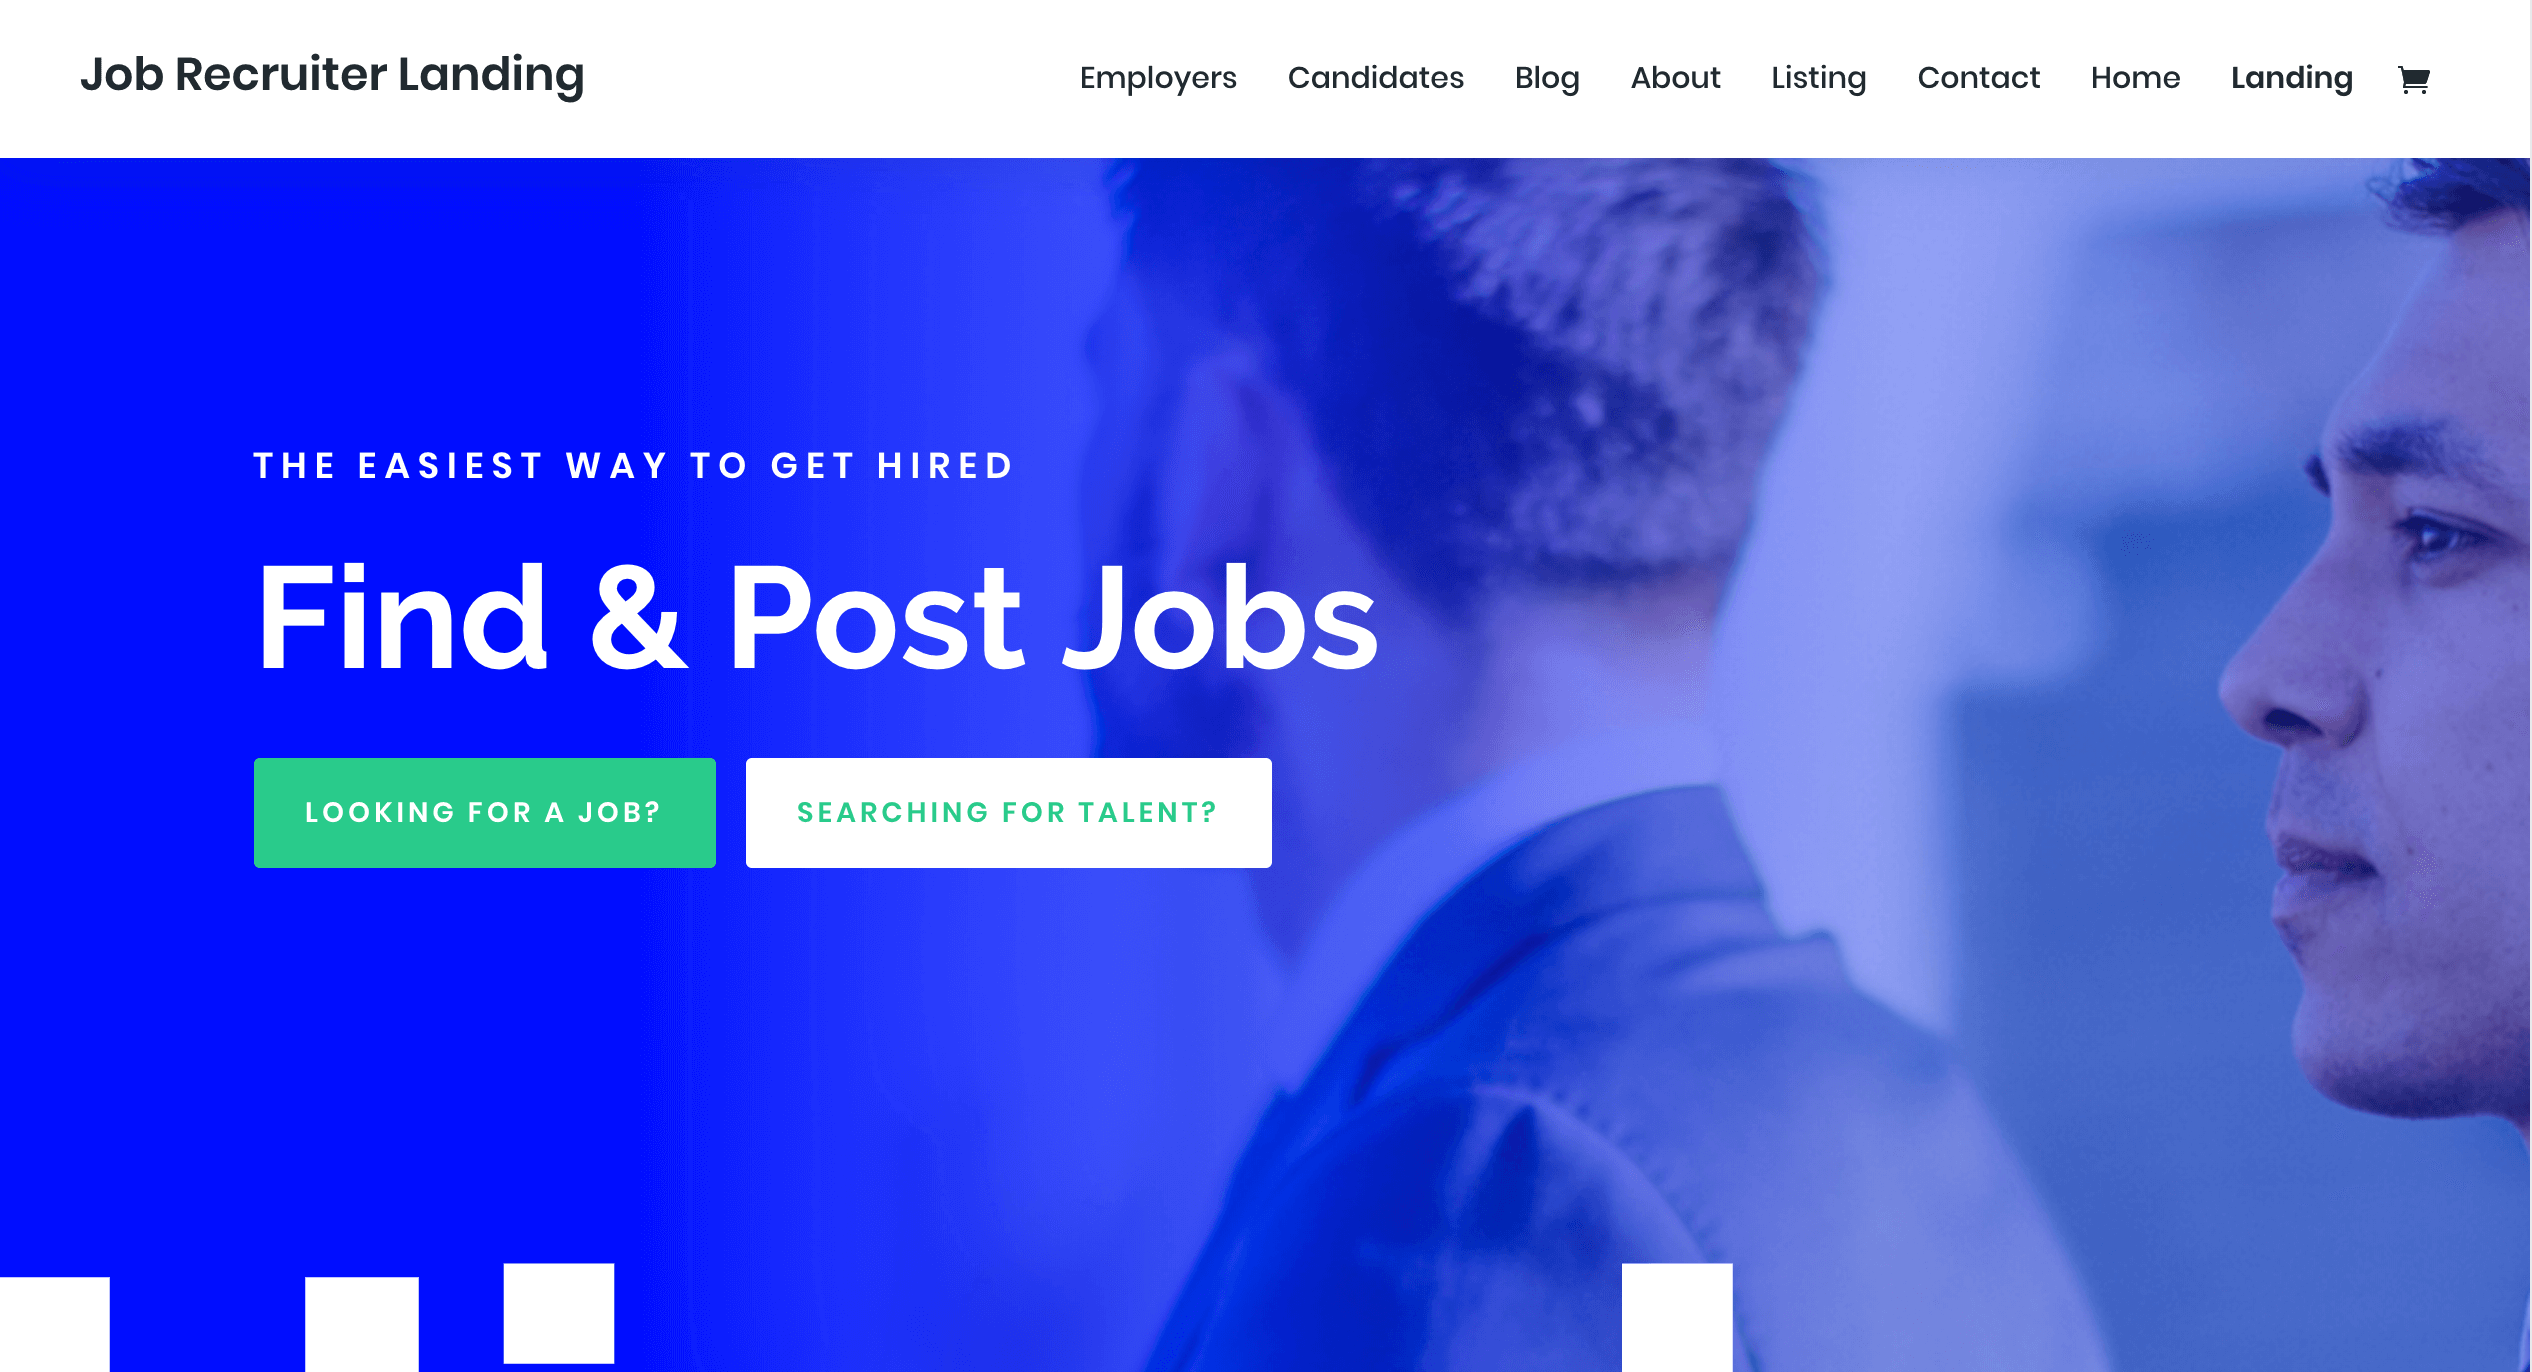 Job Recruiter Landing
Employers Candidates Blog About Listing Contact Home Landing
THE EASIEST WAY TO GET HIRED
Find & Post Jobs
LOOKING FOR A JOB? SEARCHING FOR TALENT?